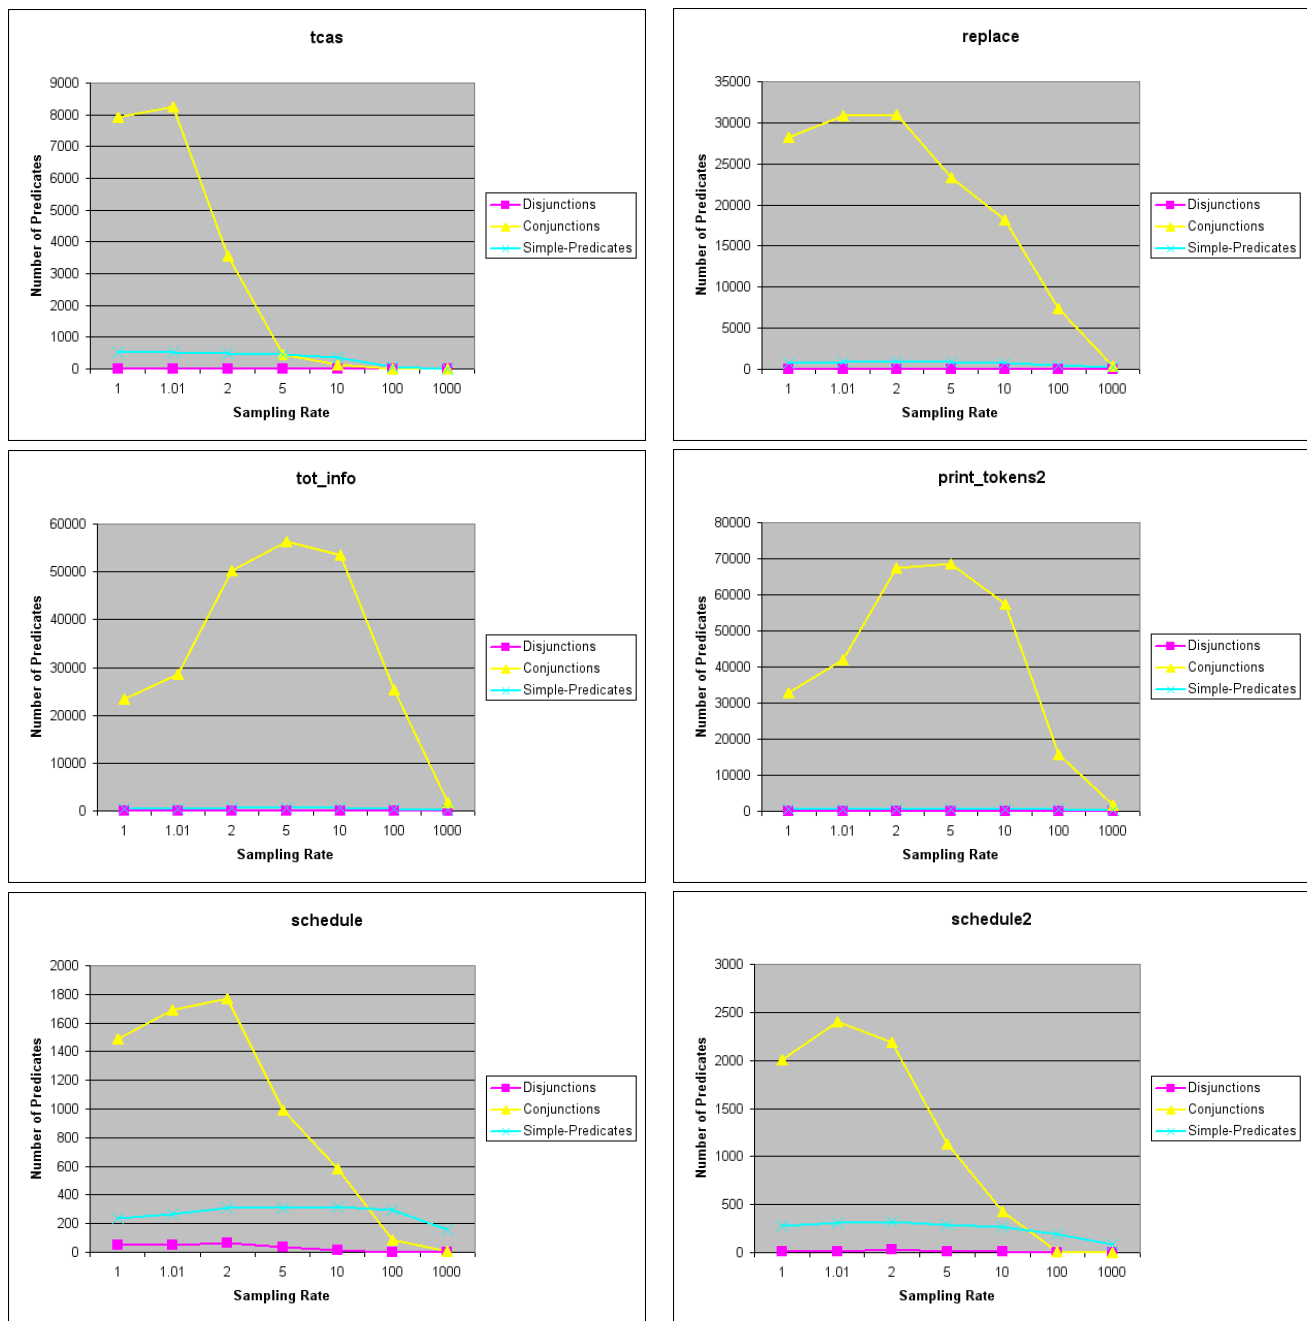 tcas
Number of Predicates
9000
8000
7000
6000
5000
4000
3000
2000
1000
0
1 1.01 2 5 10 100 1000
Sampling Rate
Disjunctions
Conjunctions
Simple-Predicates
replace
Number of Predicates
35000
30000
25000
20000
15000
10000
5000
0
1 1.01 2 5 10 100 1000
Sampling Rate
Disjunctions
Conjunctions
Simple-Predicates
tot_info
Number of Predicates
60000
50000
40000
30000
20000
10000
0
1 1.01 2 5 10 100 1000
Sampling Rate
Disjunctions
Conjunctions
Simple-Predicates
print_tokens2
Number of Predicates
80000
70000
60000
50000
40000
30000
20000
10000
0
1 1.01 2 5 10 100 1000
Sampling Rate
Disjunctions
Conjunctions
Simple-Predicates
schedule
Number of Predicates
2000
1800
1600
1400
1200
1000
800
600
400
200
0
1 1.01 2 5 10 100 1000
Sampling Rate
Disjunctions
Conjunctions
Simple-Predicates
schedule2
Number of Predicates
3000
2500
2000
1500
1000
500
0
1 1.01 2 5 10 100 1000
Sampling Rate
Disjunctions
Conjunctions
Simple-Predicates